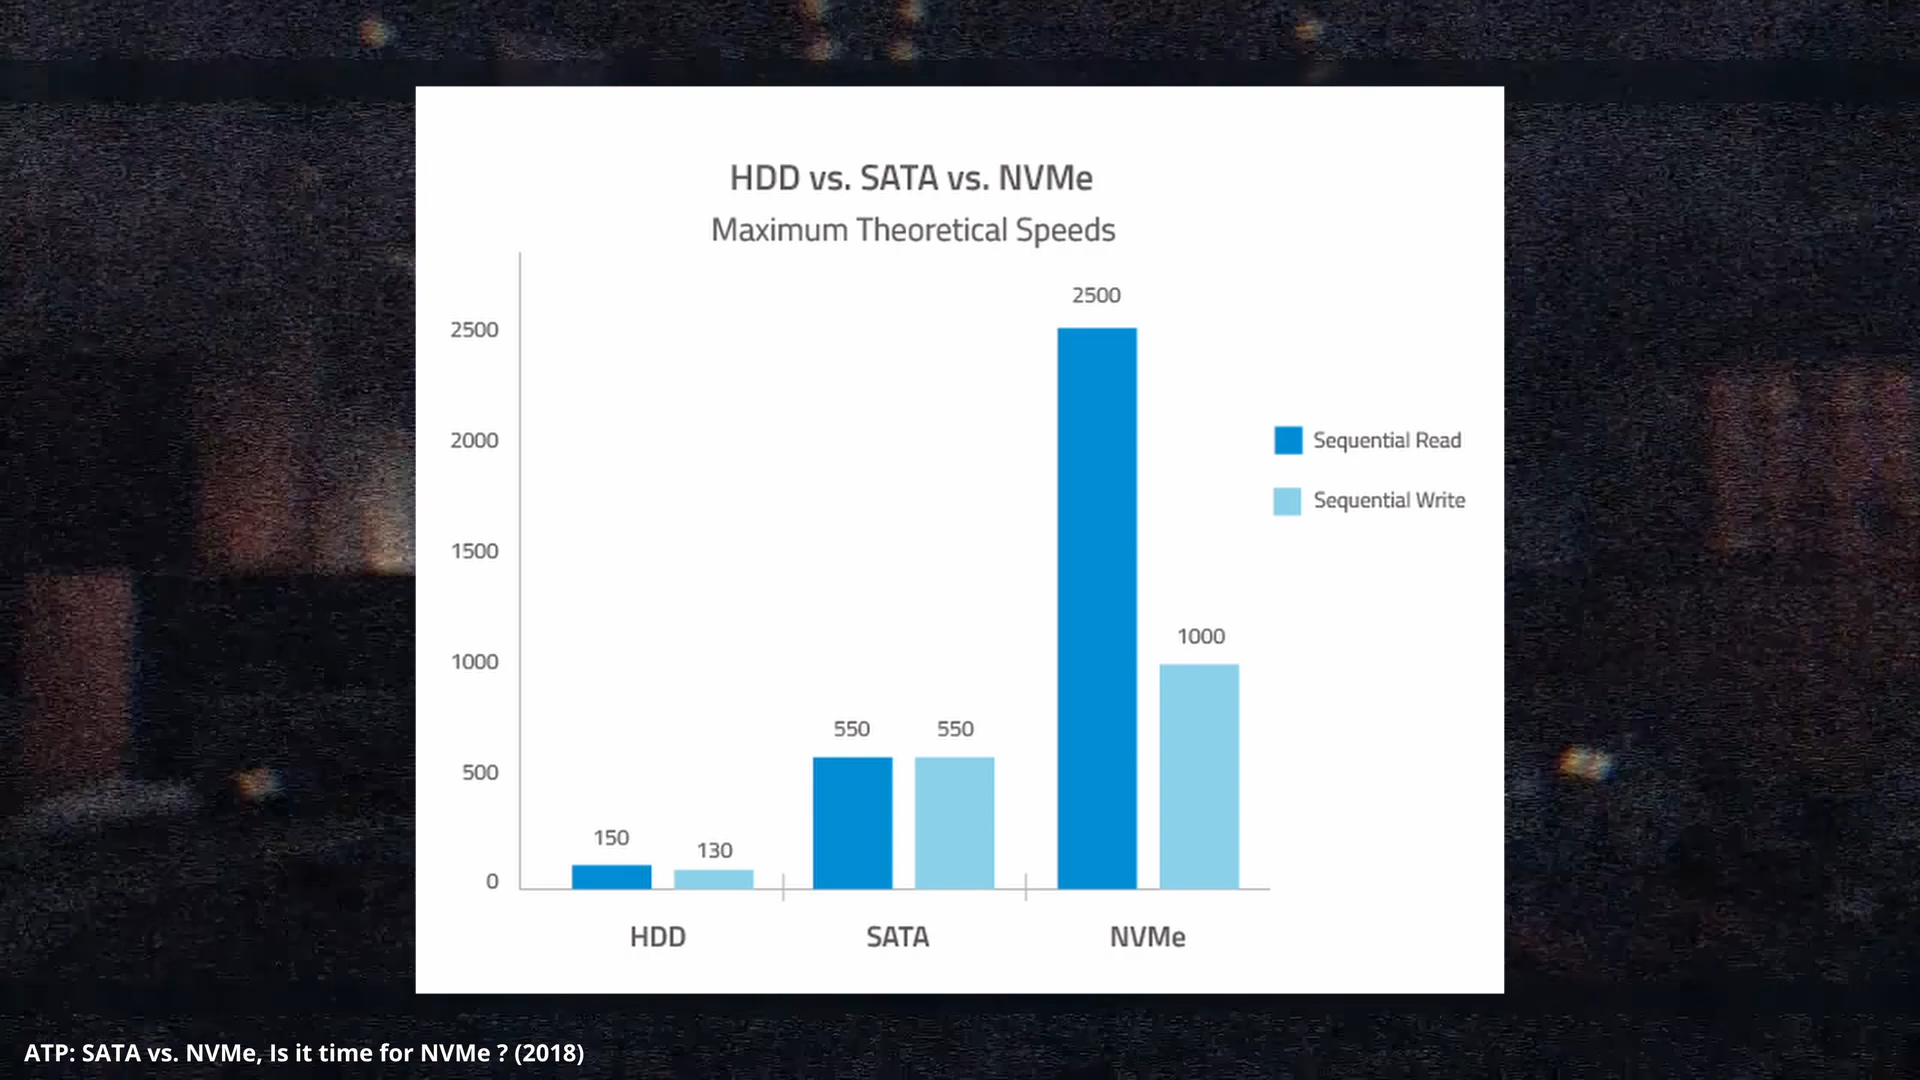 HDD vs. SATA vs. NVMe
Maximum Theoretical Speeds
2500
2500
2000
Sequential Read
Sequential Write
1500
1000
1000
550
550
500
150
130
0
HDD
SATA
NVMe
ATP: SATA vs. NVMe, Is it time for NVMe ? (2018)